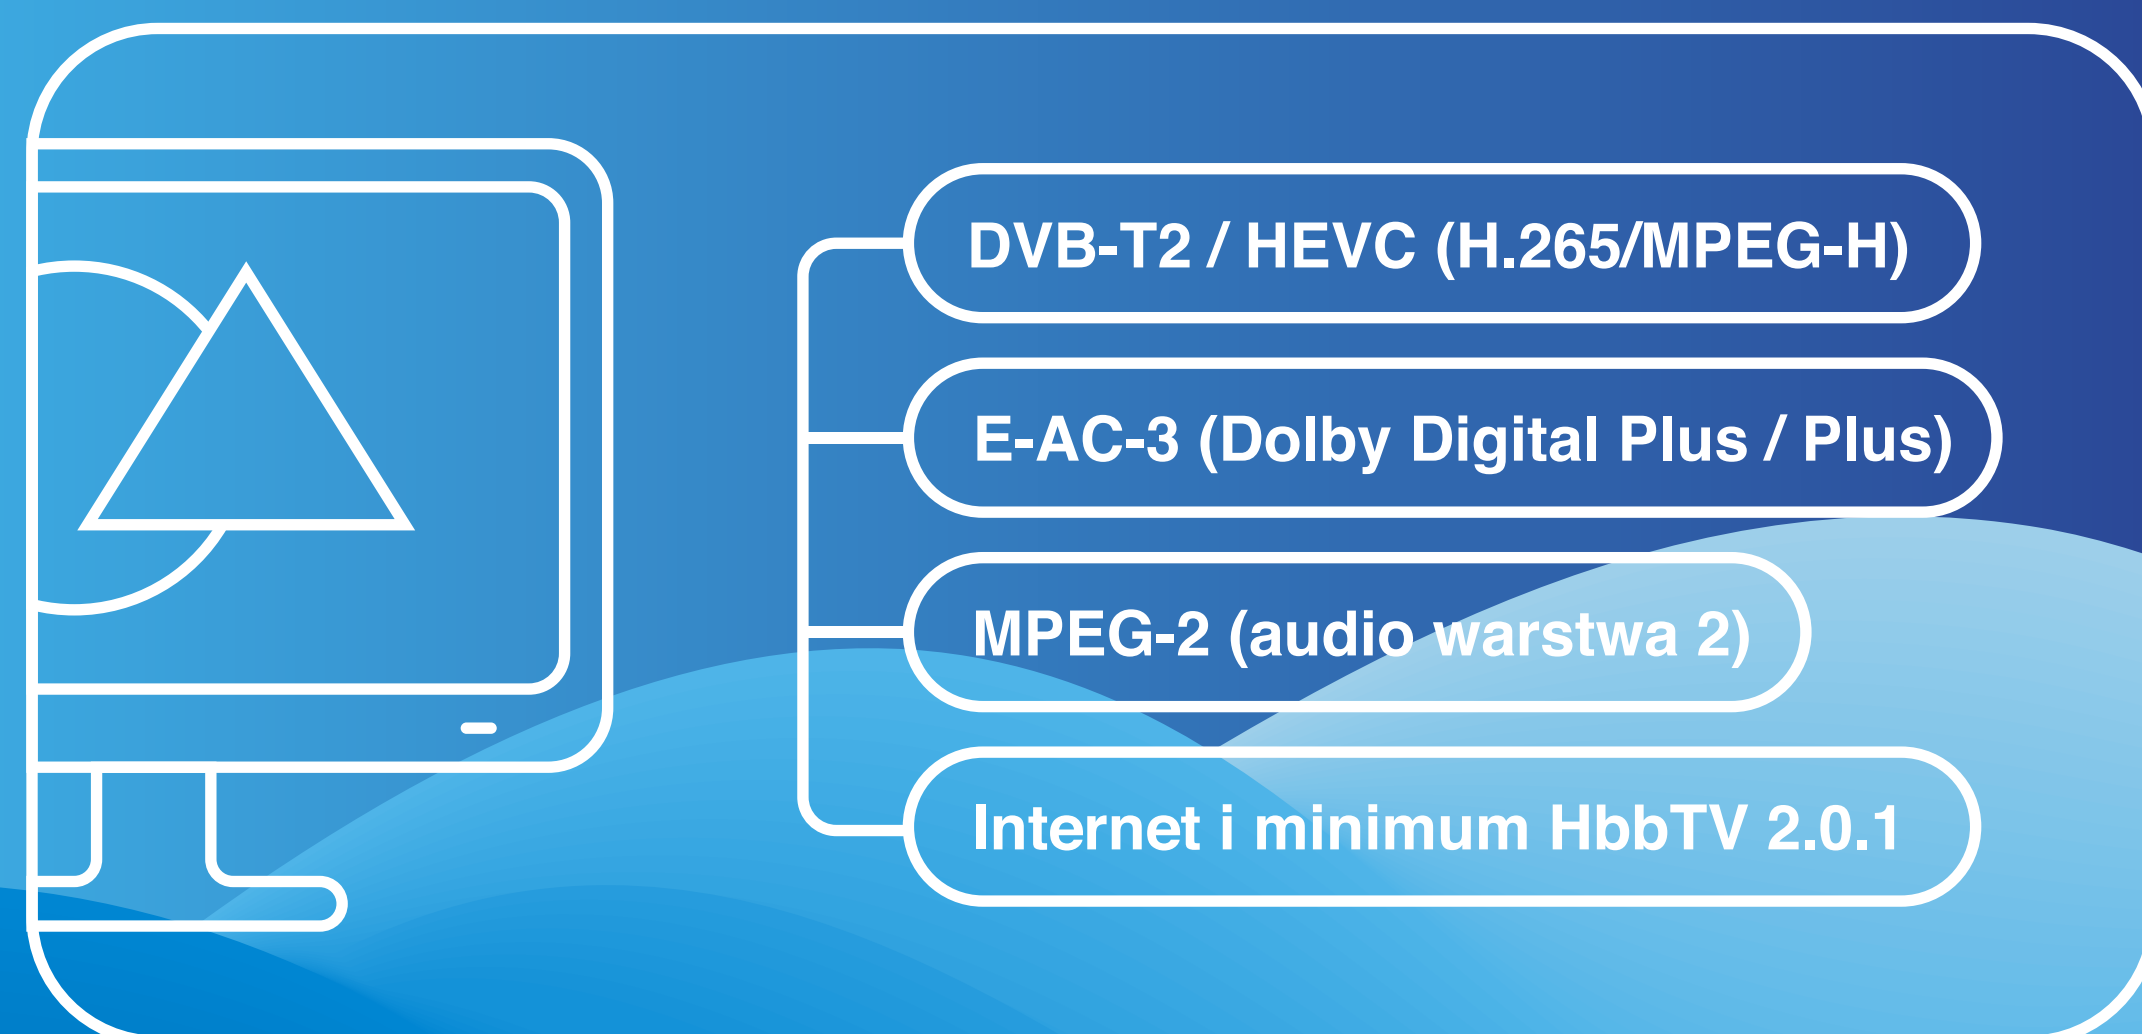 DVB-T2 / HEVC (H.265/MPEG-H)
E-AC-3 (Dolby Digital Plus / Plus)
MPEG-2 (audio warstwa 2)
Internet i minimum HbbTV 2.0.1